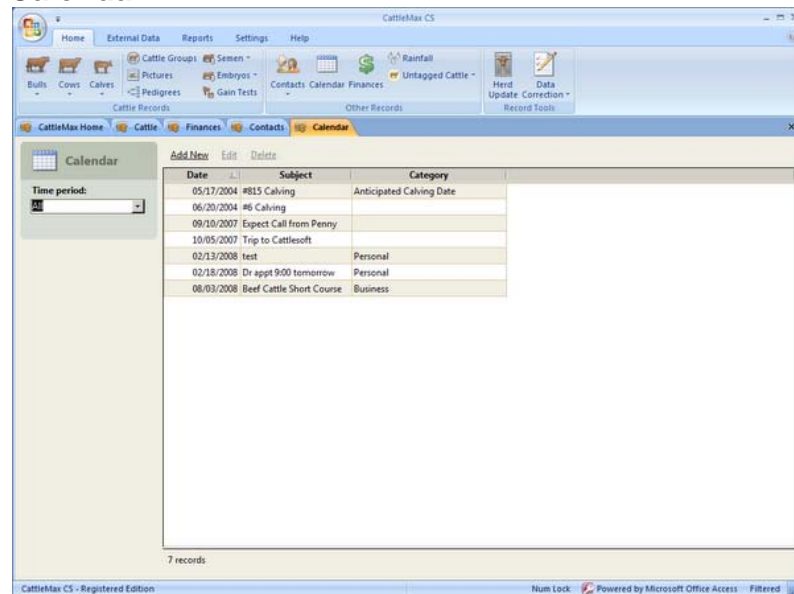 CattleMax CS
Home External Data Reports Settings Help
Bulls Cows Calves
Cattle Groups Semen
Pictures Embryos
Pedigrees Gain Tests
Cattle Records
Contacts Calendar Finances
Rainfall
Untagged Cattle
Other Records
Herd Update
Data Correction
Record Tools
CattleMax Home Cattle Finances Contacts Calendar
Calendar
Time period:
All
Add New Edit Delete
Date Subject Category
05/17/2004 #815 Calving Anticipated Calving Date
06/20/2004 #6 Calving
09/10/2007 Expect Call from Penny
10/05/2007 Trip to Cattlesoft
02/13/2008 test Personal
02/18/2008 Dr appt 9:00 tomorrow Personal
08/03/2008 Beef Cattle Short Course Business
7 records
CattleMax CS - Registered Edition Num Lock Powered by Microsoft Office Access Filtered